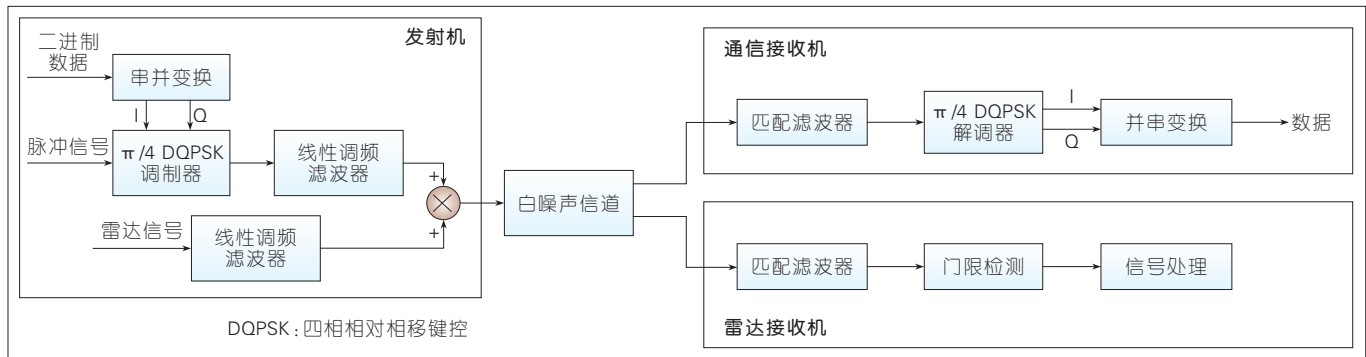 发射机
二进制
数据
串并变换
I
Q
脉冲信号
π/4 DQPSK
调制器
线性调频
滤波器
+
雷达信号
线性调频
滤波器
+
白噪声信道
通信接收机
匹配滤波器
π/4 DQPSK
解调器
I
Q
并串变换
数据
匹配滤波器
门限检测
信号处理
雷达接收机
DQPSK:四相相对相移键控